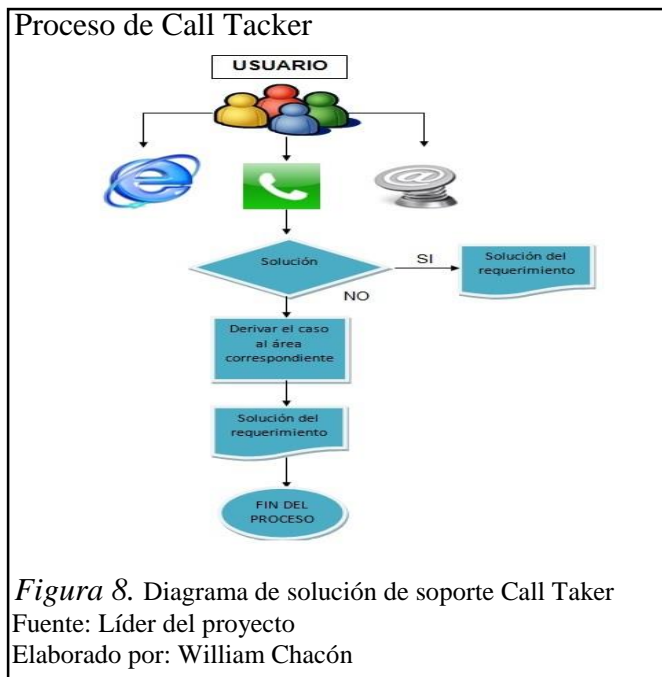 Proceso de Call Tacker
USUARIO
e
@
Solución
SI
Solución del
requerimiento
NO
Derivar el caso
al área
correspondiente
Solución del
requerimiento
FIN DEL
PROCESO
Figura 8. Diagrama de solución de soporte Call Taker
Fuente: Líder del proyecto
Elaborado por: William Chacón